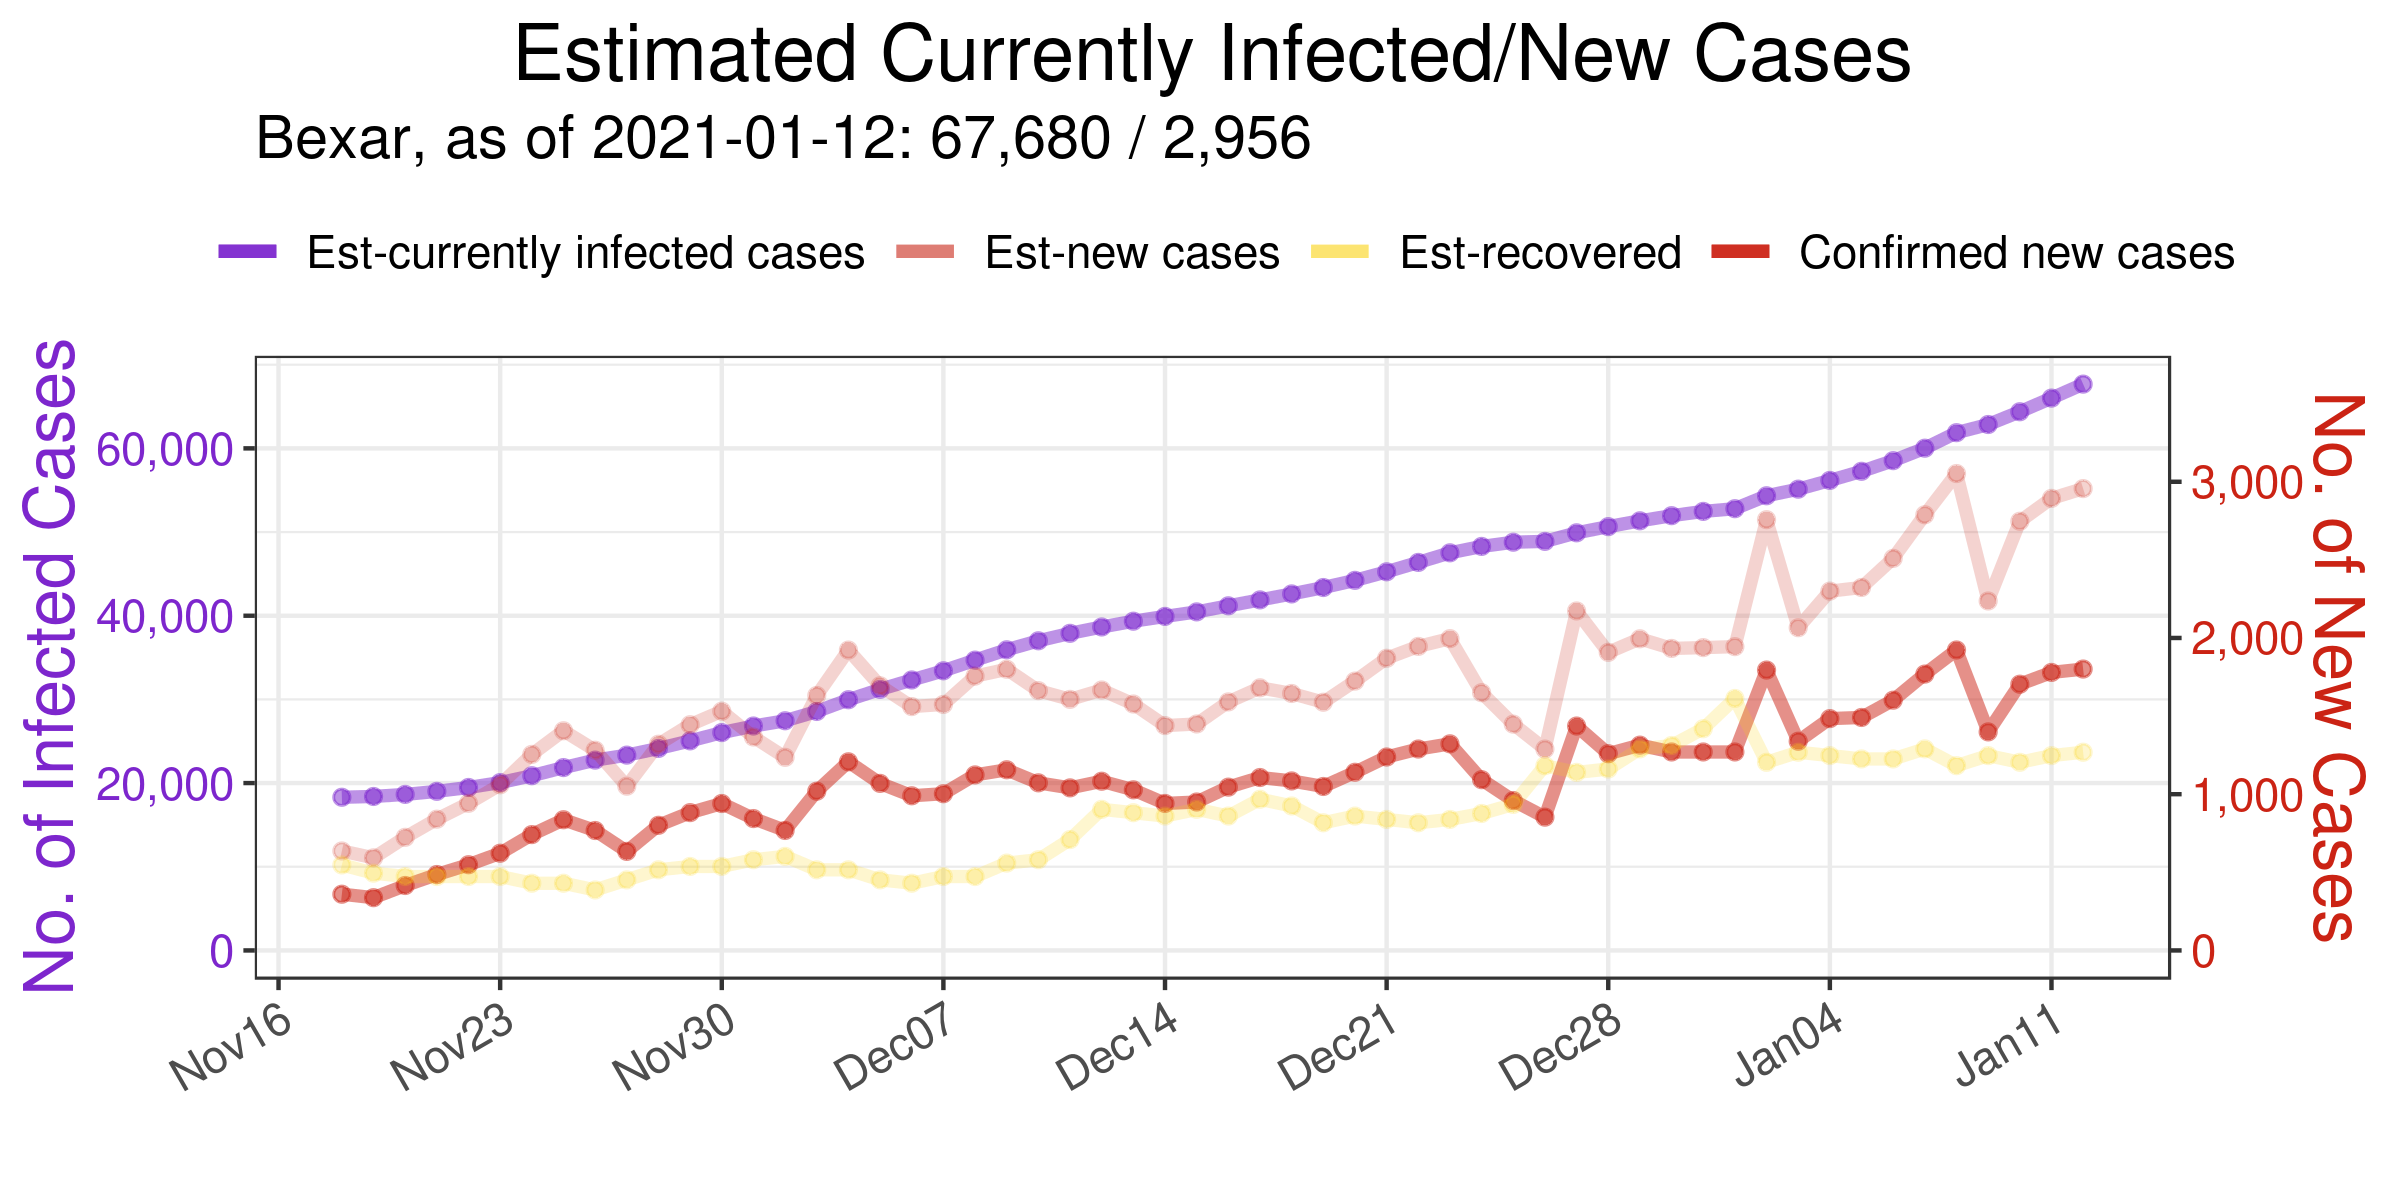 Estimated Currently Infected/New Cases
Bexar, as of 2021-01-12: 67,680 / 2,956
Est-currently infected cases Est-new cases Est-recovered Confirmed new cases
No. of Infected Cases
60,000
40,000
20,000
0
3,000
2,000
1,000
0
No. of New Cases
Nov16 Nov23 Nov30 Dec07 Dec14 Dec21 Dec28 Jan04 Jan11